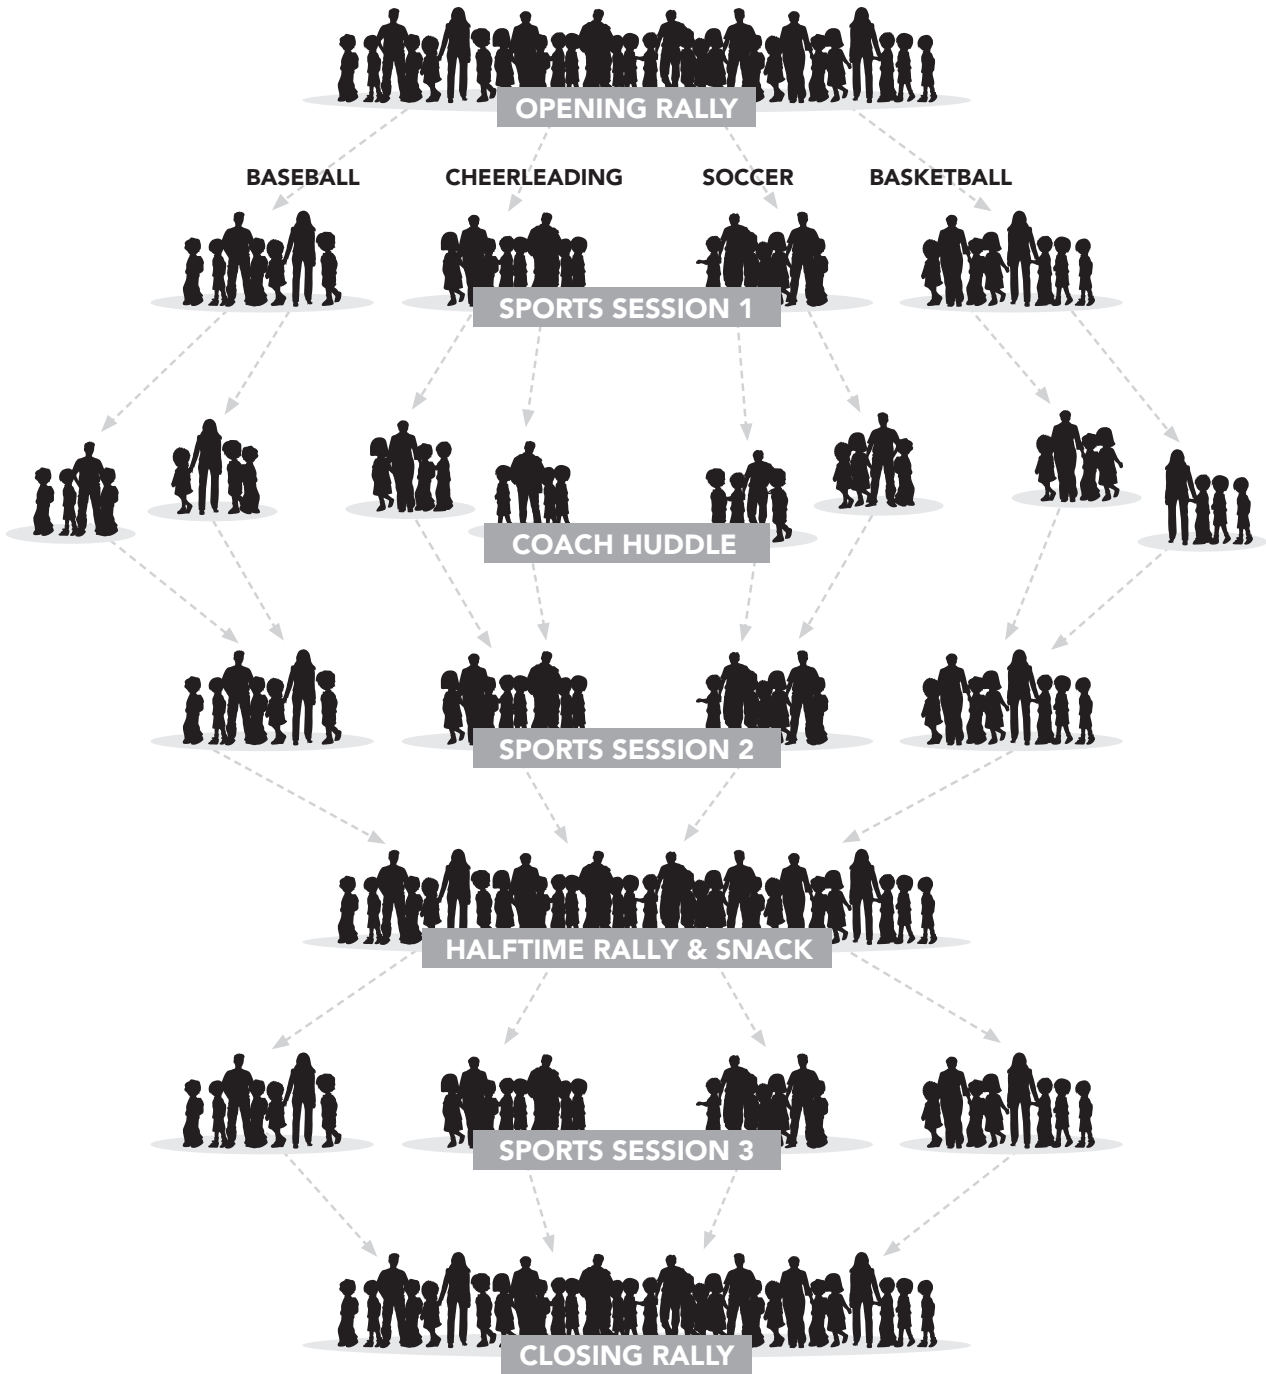 OPENING RALLY
BASEBALL CHEERLEADING SOCCER BASKETBALL
SPORTS SESSION 1
COACH HUDDLE
SPORTS SESSION 2
HALFTIME RALLY & SNACK
SPORTS SESSION 3
CLOSING RALLY